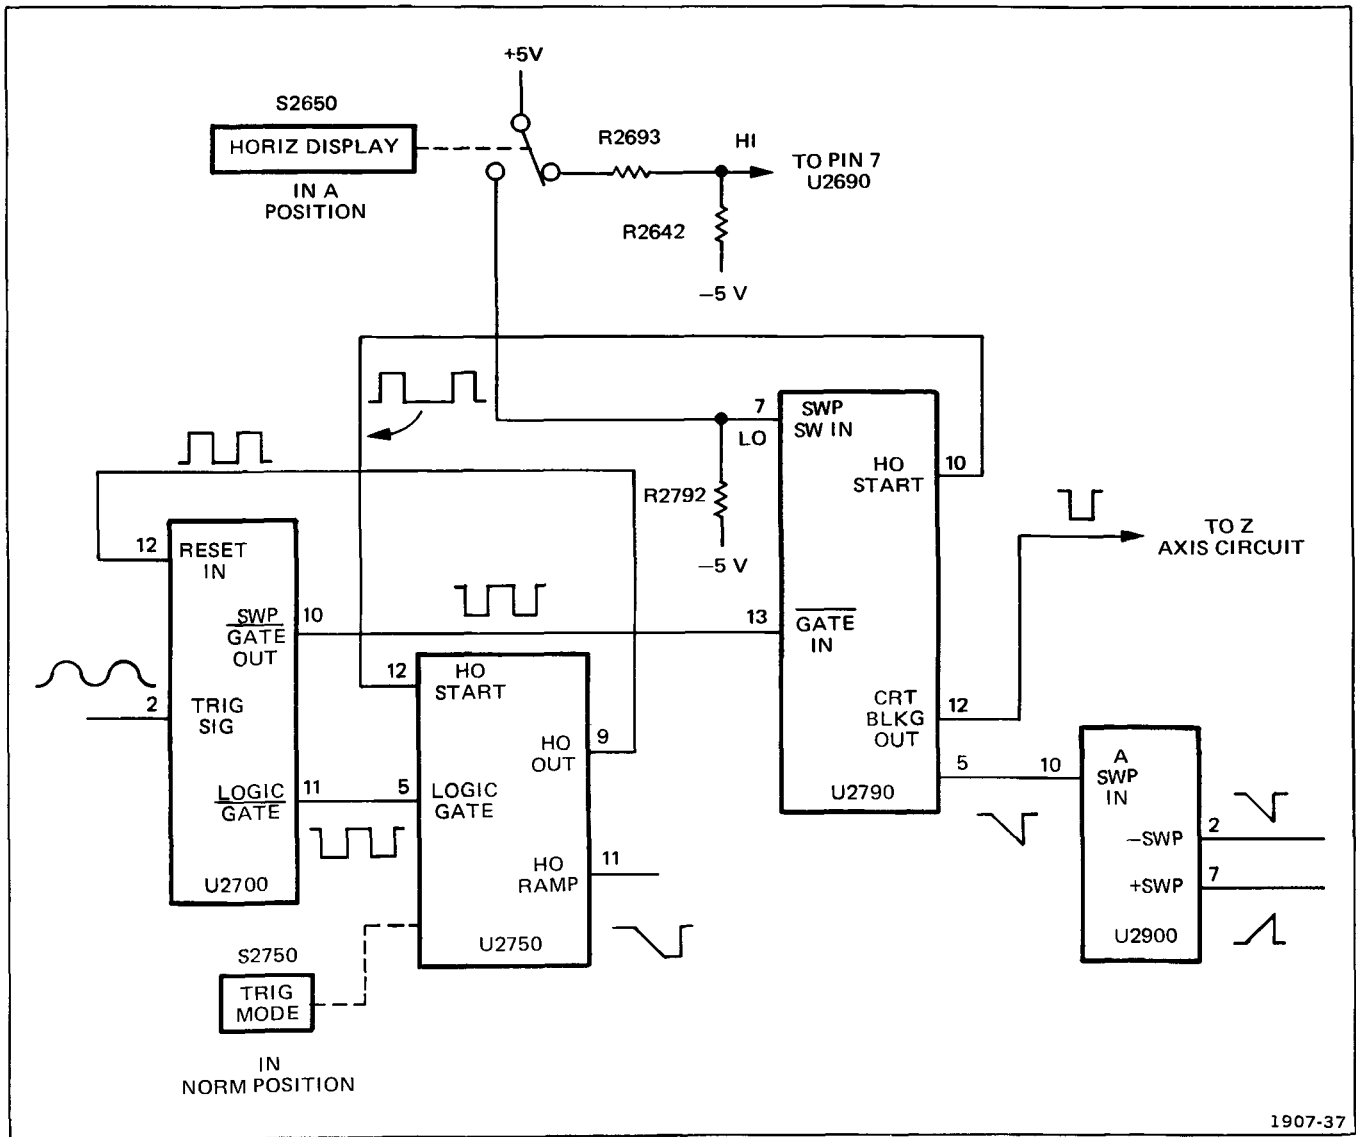 +5V
S2650
HORIZ DISPLAY
IN A
POSITION
R2693
HI
TO PIN 7
U2690
R2642
−5 V
7
LO
SWP
SW IN
HO
START
10
R2792
−5 V
TO Z
AXIS CIRCUIT
12
RESET
IN
SWP
GATE
OUT
10
13
GATE
IN
2
TRIG
SIG
12
HO
START
HO
OUT
9
CRT
BLKG
OUT
12
LOGIC
GATE
11
5
LOGIC
GATE
5
10
A
SWP
IN
U2790
−SWP
2
HO
RAMP
11
+SWP
7
U2700
U2750
U2900
S2750
TRIG
MODE
IN
NORM POSITION
1907-37